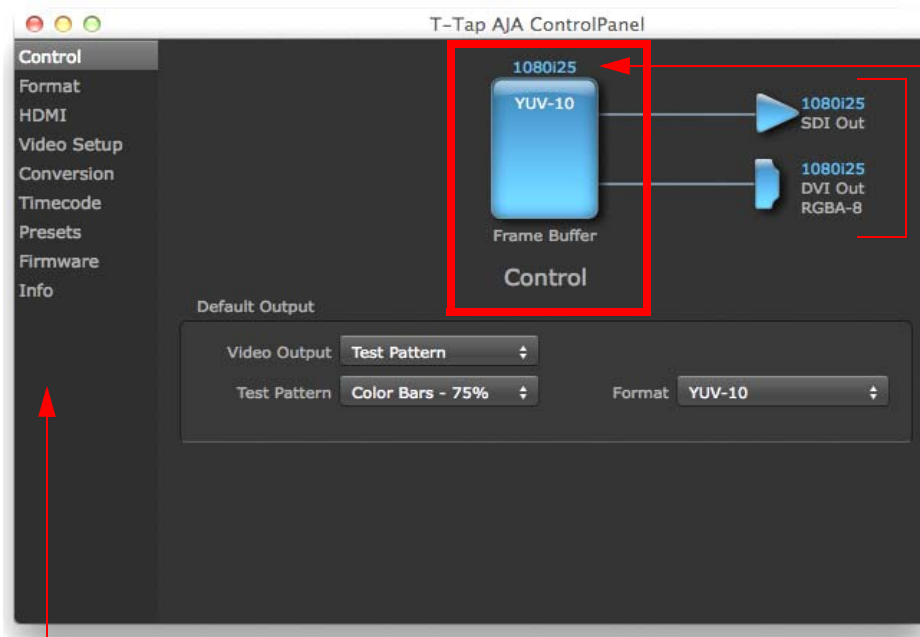 T-Tap AJA ControlPanel
Control
Format
HDMI
Video Setup
Conversion
Timecode
Presets
Firmware
Info
1080i25
YUV-10
Frame Buffer
Control
1080i25
SDI Out
1080i25
DVI Out
RGBA-8
Default Output
Video Output Test Pattern
Test Pattern Color Bars - 75% Format YUV-10